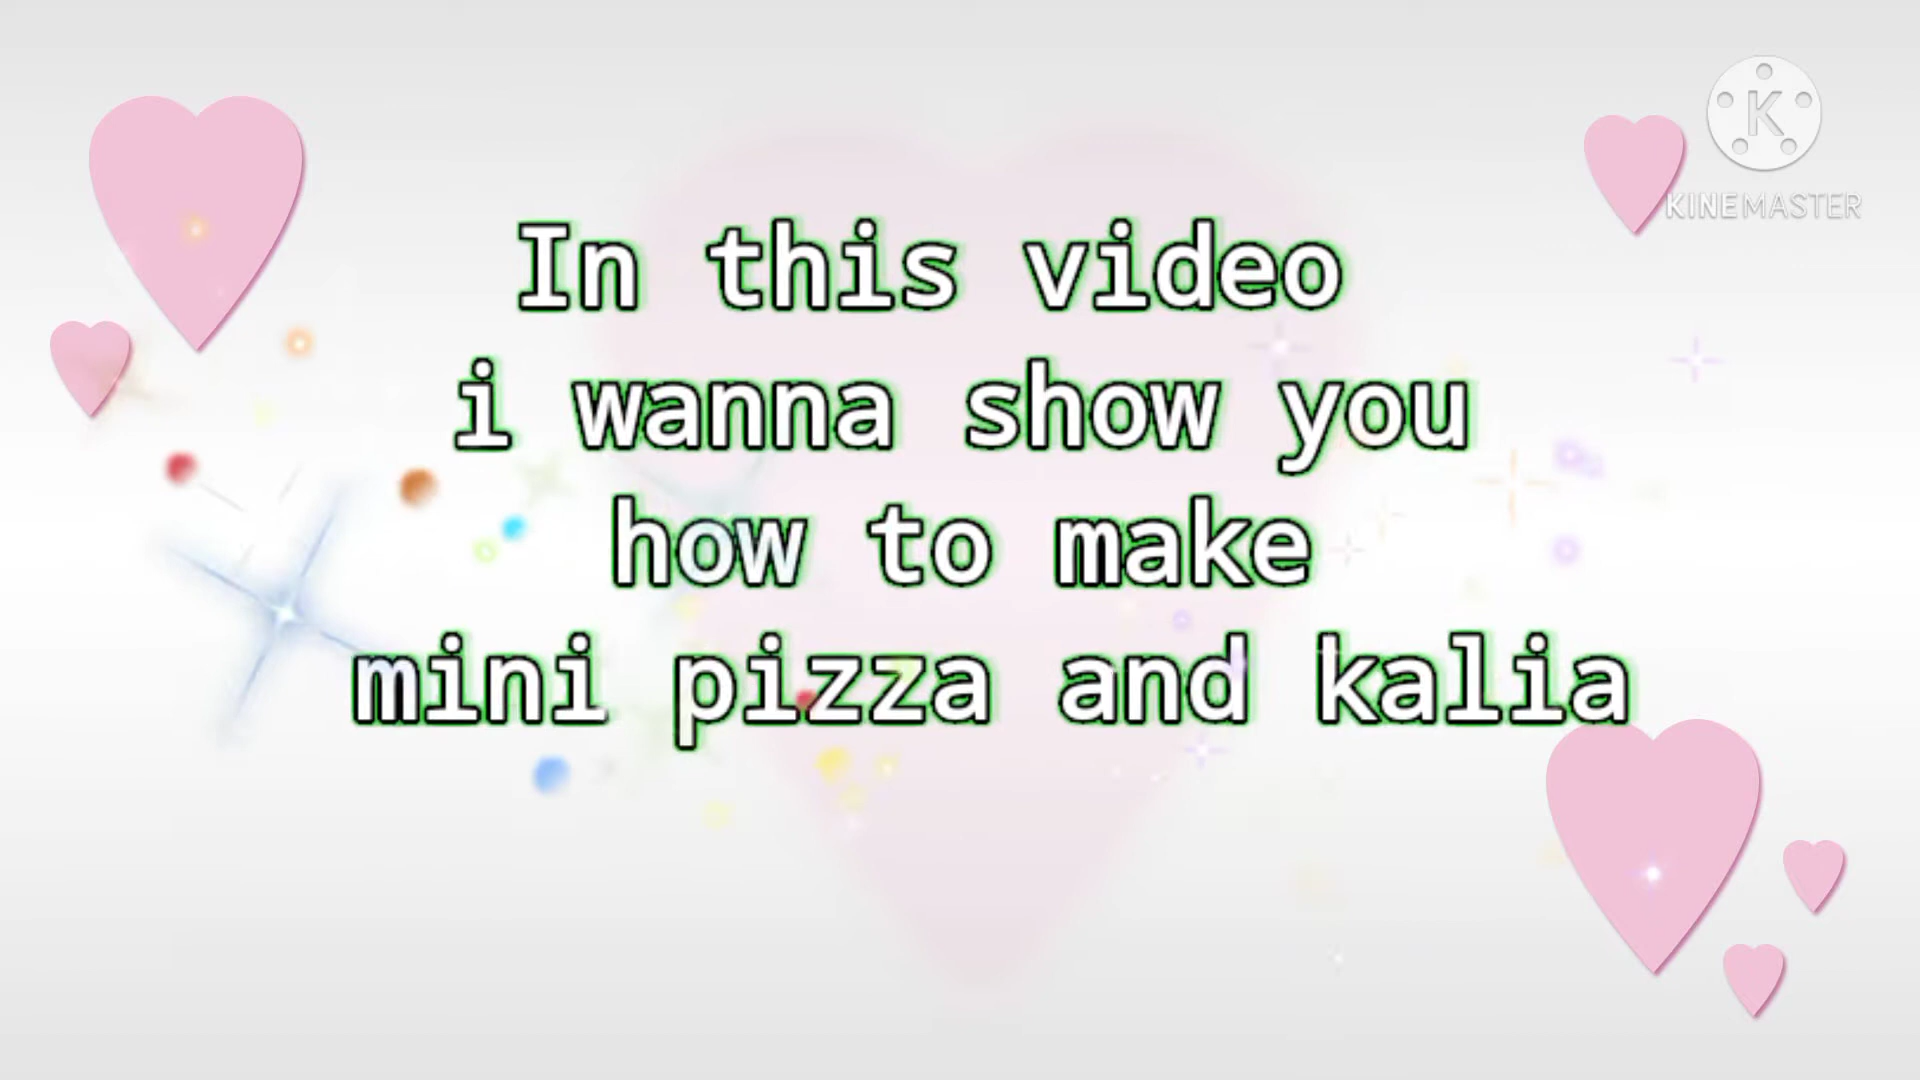 K
KINEMASTER
In this video
i wanna show you
how to make
mini pizza and kalia